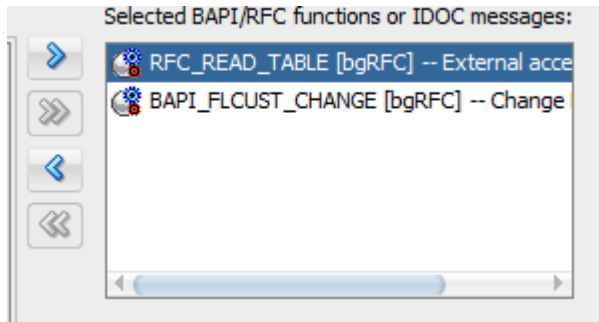 Selected BAPI/RFC functions or IDOC messages:
RFC_READ_TABLE [bgRFC] -- External acce
BAPI_FLCUST_CHANGE [bgRFC] -- Change